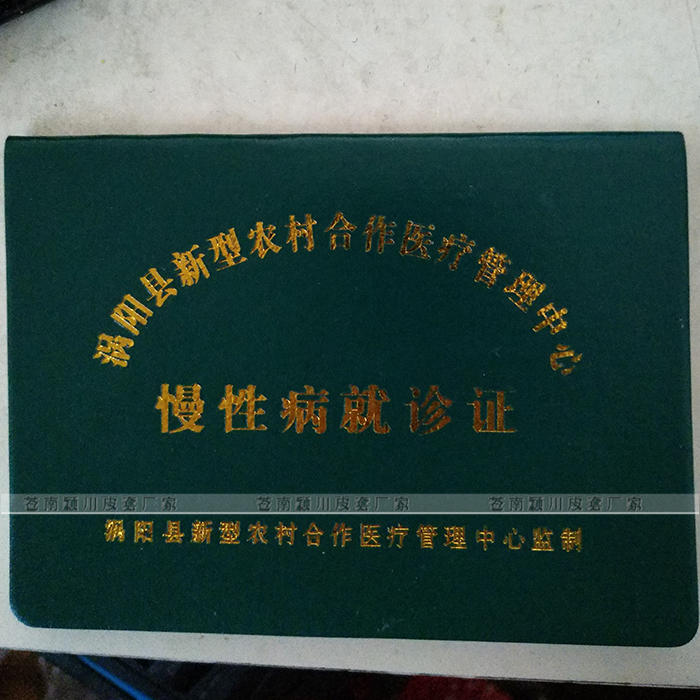 涡阳县新型农村合作医疗管理中心
慢性病就诊证
苍南颖川皮套厂家 苍南颖川皮套厂家 苍南颖川皮套厂家
涡阳县新型农村合作医疗管理中心监制